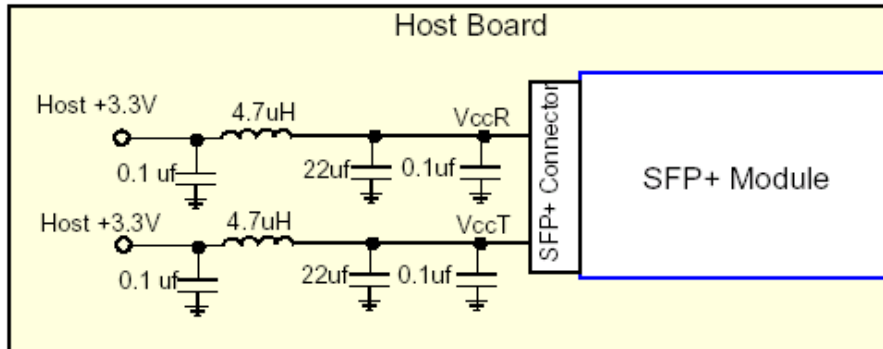 Host Board
Host +3.3V
4.7uH
VccR
0.1 uf
22uf
0.1uf
Host +3.3V
4.7uH
VccT
0.1 uf
22uf
0.1uf
SFP+ Connector
SFP+ Module